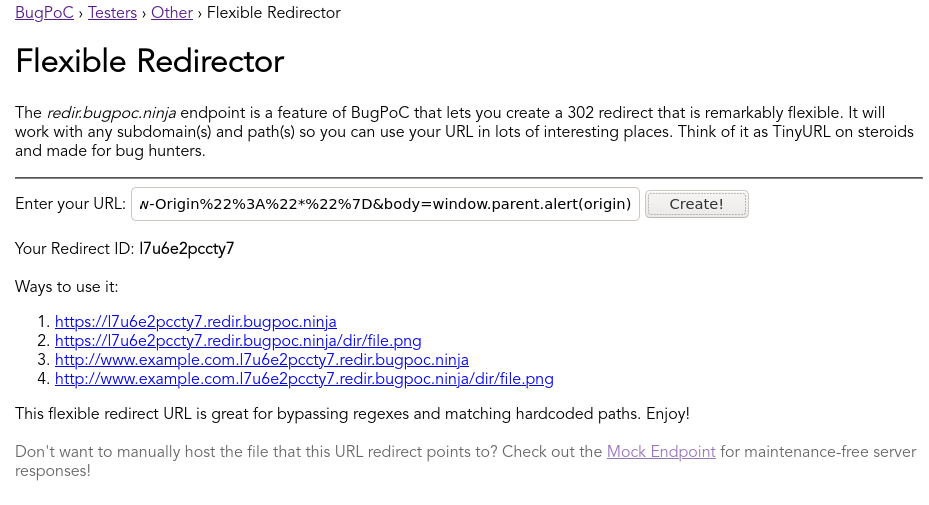 BugPoC › Testers › Other › Flexible Redirector
Flexible Redirector
The redir.bugpoc.ninja endpoint is a feature of BugPoC that lets you create a 302 redirect that is remarkably flexible. It will
work with any subdomain(s) and path(s) so you can use your URL in lots of interesting places. Think of it as TinyURL on steroids
and made for bug hunters.
Enter your URL: w-Origin%22%3A%22*%22%7D&body=window.parent.alert(origin) Create!
Your Redirect ID: l7u6e2pccty7
Ways to use it:
1. https://l7u6e2pccty7.redir.bugpoc.ninja
2. https://l7u6e2pccty7.redir.bugpoc.ninja/dir/file.png
3. http://www.example.com.l7u6e2pccty7.redir.bugpoc.ninja
4. http://www.example.com.l7u6e2pccty7.redir.bugpoc.ninja/dir/file.png
This flexible redirect URL is great for bypassing regexes and matching hardcoded paths. Enjoy!
Don't want to manually host the file that this URL redirect points to? Check out the Mock Endpoint for maintenance-free server
responses!